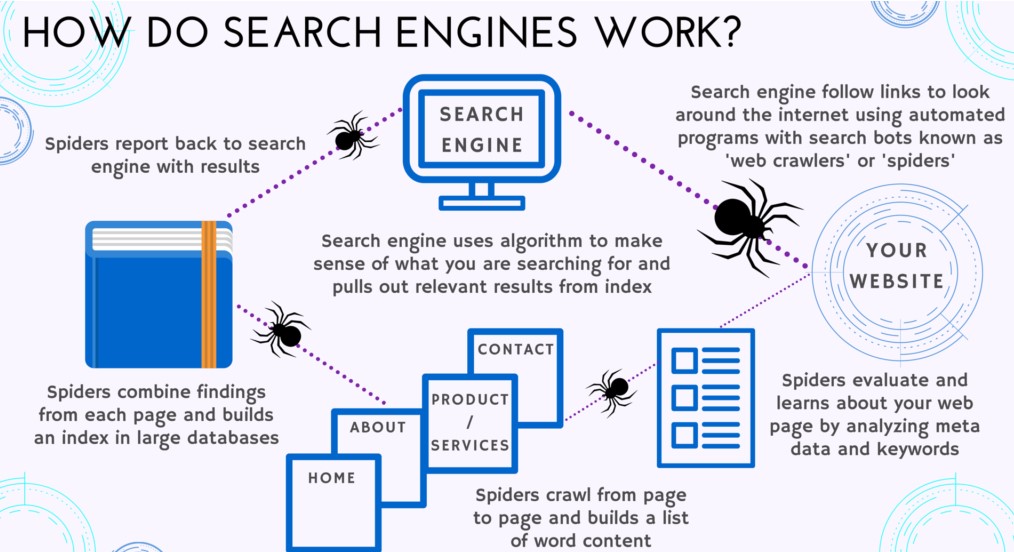 HOW DO SEARCH ENGINES WORK?
SEARCH
ENGINE
Search engine follow links to look
around the internet using automated
programs with search bots known as
'web crawlers' or 'spiders'
Spiders report back to search
engine with results
Search engine uses algorithm to make
sense of what you are searching for and
pulls out relevant results from index
YOUR
WEBSITE
Spiders evaluate and
learns about your web
page by analyzing meta
data and keywords
CONTACT
PRODUCT
/
SERVICES
ABOUT
HOME
Spiders crawl from page
to page and builds a list
of word content
Spiders combine findings
from each page and builds
an index in large databases